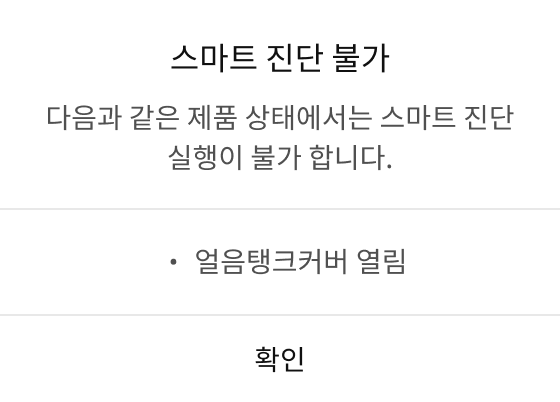 스마트 진단 불가
다음과 같은 제품 상태에서는 스마트 진단
실행이 불가 합니다.
• 얼음탱크커버 열림
확인